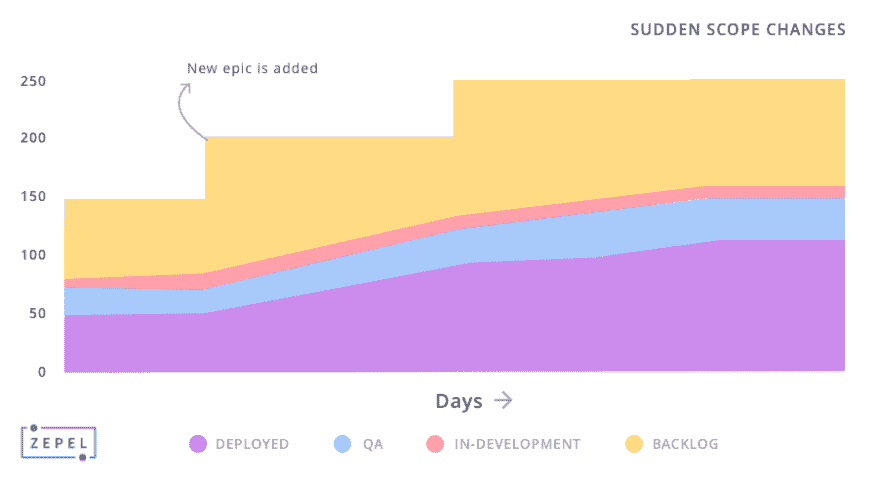 SUDDEN SCOPE CHANGES
New epic is added
250
200
150
100
50
0
Days
ZEPEL
DEPLOYED
QA
IN-DEVELOPMENT
BACKLOG